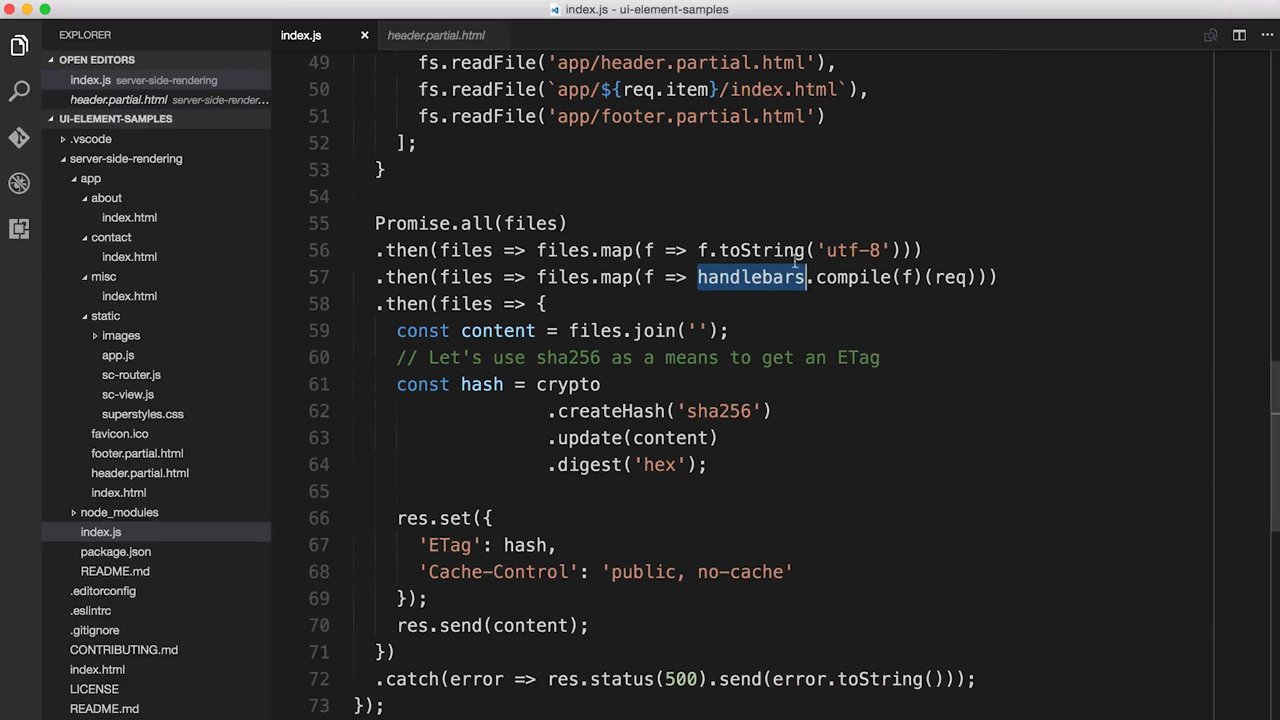 index.js - ui-element-samples
EXPLORER
OPEN EDITORS
index.js server-side-rendering
header.partial.html server-side-render...
UI-ELEMENT-SAMPLES
.vscode
server-side-rendering
app
about
index.html
contact
index.html
misc
static
images
app.js
sc-router.js
sc-view.js
superstyles.css
favicon.ico
footer.partial.html
header.partial.html
index.html
node_modules
index.js
package.json
README.md
.editorconfig
.eslintrc
.gitignore
CONTRIBUTING.md
index.html
LICENSE
README.md
index.js header.partial.html
49 fs.readFile('app/header.partial.html'),
50 fs.readFile(`app/${req.item}/index.html`),
51 fs.readFile('app/footer.partial.html')
52 ];
53 }
54
55 Promise.all(files)
56 .then(files => files.map(f => f.toString('utf-8')))
57 .then(files => files.map(f => handlebars.compile(f)(req)))
58 .then(files => {
59 const content = files.join('');
60 // Let's use sha256 as a means to get an ETag
61 const hash = crypto
62 .createHash('sha256')
63 .update(content)
64 .digest('hex');
65
66 res.set({
67 'ETag': hash,
68 'Cache-Control': 'public, no-cache'
69 });
70 res.send(content);
71 })
72 .catch(error => res.status(500).send(error.toString()));
73 });